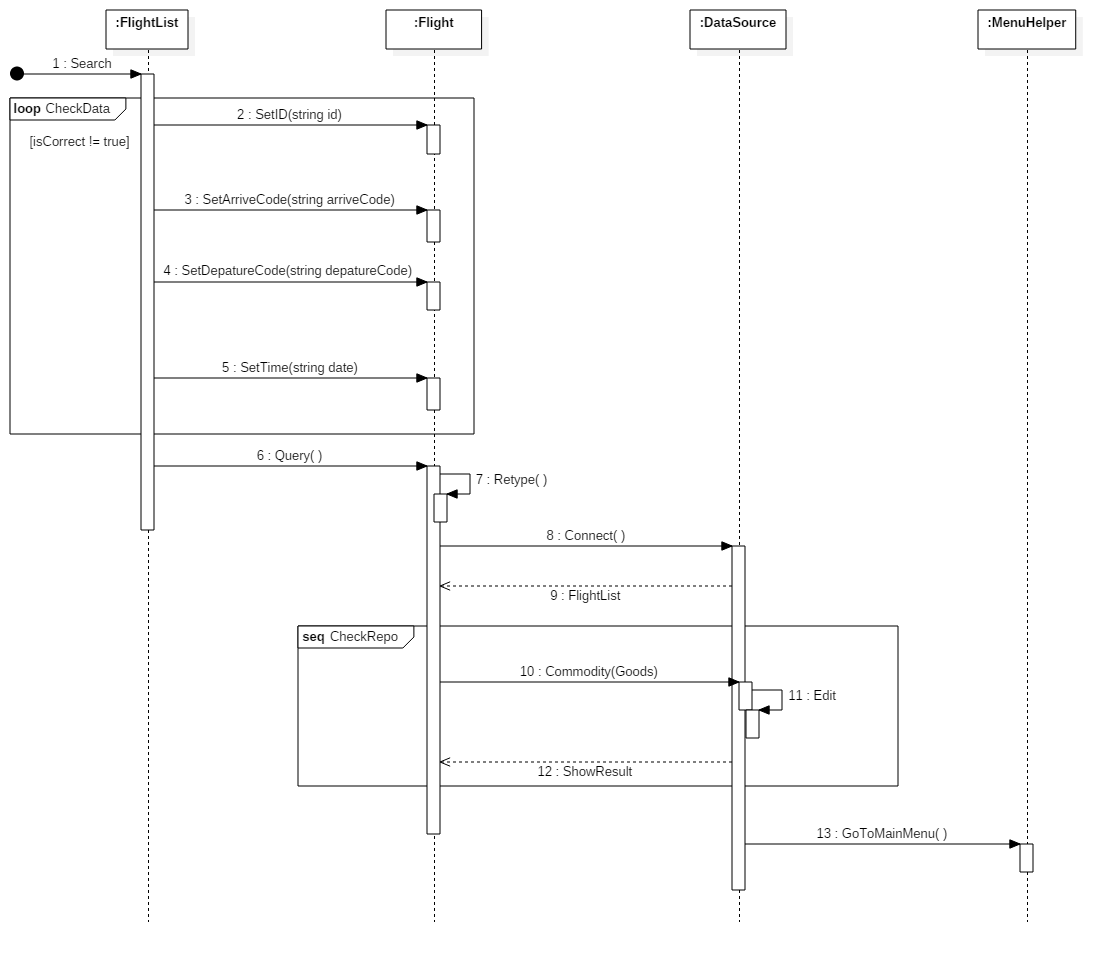 :FlightList
:Flight
:DataSource
:MenuHelper
1 : Search
loop CheckData
[isCorrect != true]
2 : SetID(string id)
3 : SetArriveCode(string arriveCode)
4 : SetDepatureCode(string depatureCode)
5 : SetTime(string date)
6 : Query( )
7 : Retype( )
8 : Connect( )
9 : FlightList
seq CheckRepo
10 : Commodity(Goods)
11 : Edit
12 : ShowResult
13 : GoToMainMenu( )